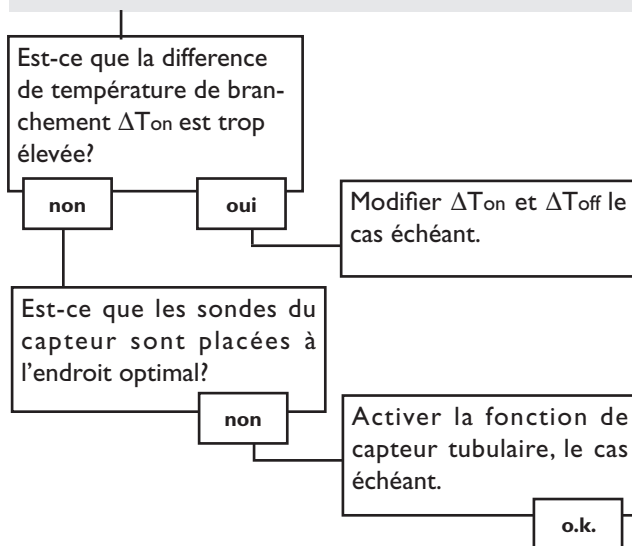 Est-ce que la difference
de température de bran-
chement ΔTon est trop
élevée?
non
oui
Modifier ΔTon et ΔToff le
cas échéant.
Est-ce que les sondes du
capteur sont placées à
l'endroit optimal?
non
Activer la fonction de
capteur tubulaire, le cas
échéant.
o.k.